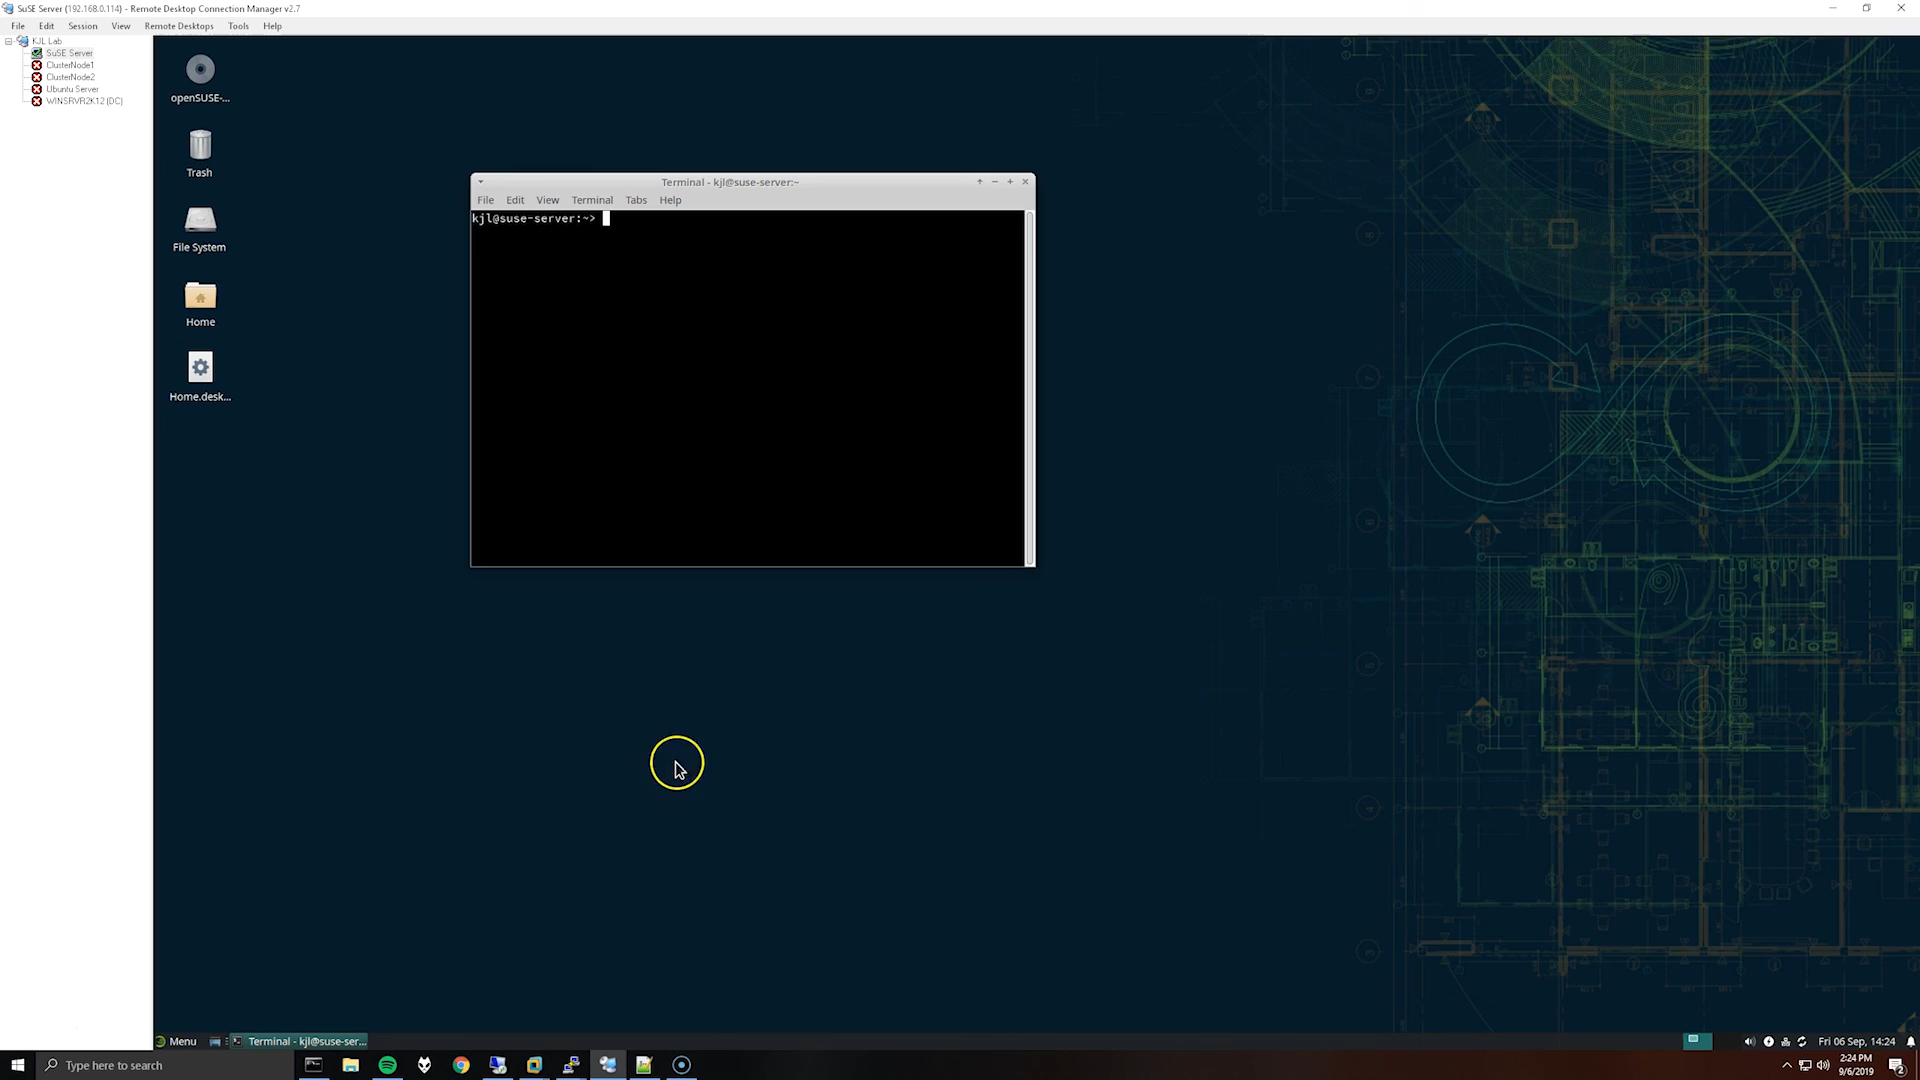 SuSE Server (192.168.0.114) - Remote Desktop Connection Manager v2.7
File Edit Session View Remote Desktops Tools Help
KJL Lab
SuSE Server
ClusterNode1
ClusterNode2
Ubuntu Server
WINSRVR2K12 (DC)
openSUSE-...
Trash
File System
Home
Home.desk...
Terminal - kjl@suse-server:~
File Edit View Terminal Tabs Help
kjl@suse-server:~>
openSUSE
Menu
Terminal - kjl@suse-ser...
Fri 06 Sep, 14:24
Type here to search
2:24 PM
9/6/2019
2